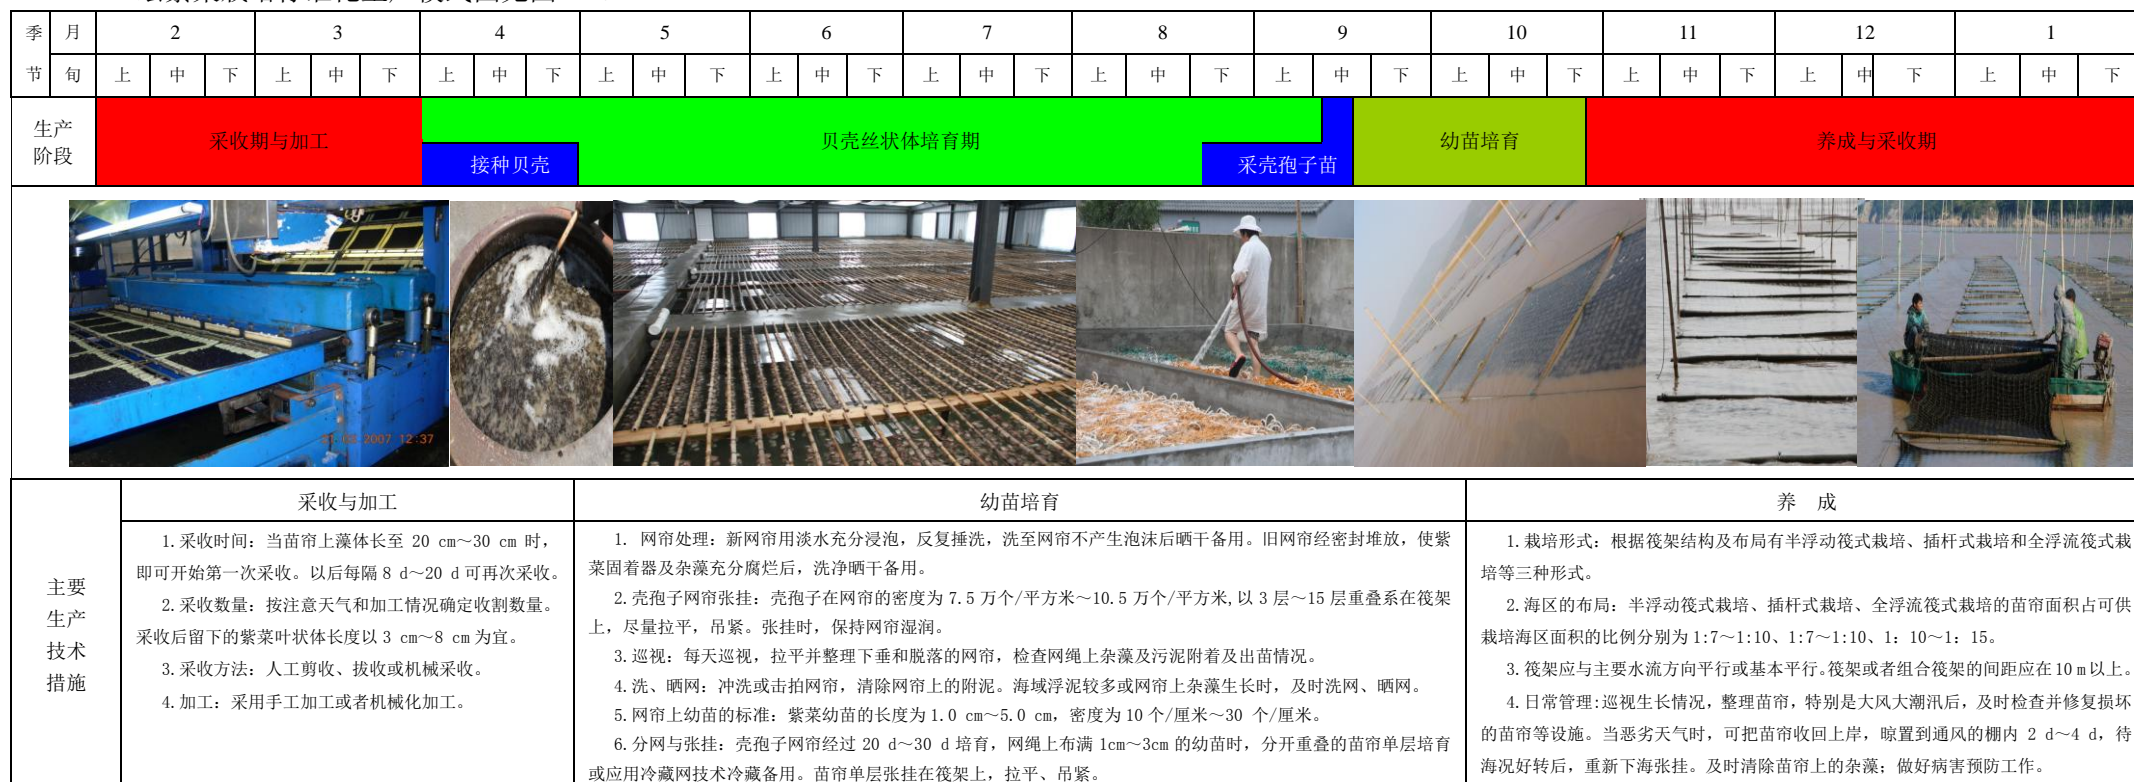 季 月 2 3 4 5 6 7 8 9 10 11 12 1
节 旬 上 中 下 上 中 下 上 中 下 上 中 下 上 中 下 上 中 下 上 中 下 上 中 下 上 中 下 上 中 下 上 中 下 上 中 下
生产
阶段
采收期与加工
贝壳丝状体培育期
接种贝壳
采壳孢子苗
幼苗培育
养成与采收期
2007 12:37
主要
生产
技术
措施
采收与加工
1.采收时间：当苗帘上藻体长至 20 cm～30 cm 时，
即可开始第一次采收。以后每隔 8 d～20 d 可再次采收。
2.采收数量：按注意天气和加工情况确定收割数量。
采收后留下的紫菜叶状体长度以 3 cm～8 cm 为宜。
3.采收方法：人工剪收、拔收或机械采收。
4.加工：采用手工加工或者机械化加工。
幼苗培育
1. 网帘处理：新网帘用淡水充分浸泡，反复捶洗，洗至网帘不产生泡沫后晒干备用。旧网帘经密封堆放，使紫
菜固着器及杂藻充分腐烂后，洗净晒干备用。
2.壳孢子网帘张挂：壳孢子在网帘的密度为 7.5 万个/平方米～10.5 万个/平方米,以 3 层～15 层重叠系在筏架
上，尽量拉平，吊紧。张挂时，保持网帘湿润。
3.巡视：每天巡视，拉平并整理下垂和脱落的网帘，检查网绳上杂藻及污泥附着及出苗情况。
4.洗、晒网：冲洗或击拍网帘，清除网帘上的附泥。海域浮泥较多或网帘上杂藻生长时，及时洗网、晒网。
5.网帘上幼苗的标准：紫菜幼苗的长度为 1.0 cm～5.0 cm，密度为 10 个/厘米～30 个/厘米。
6.分网与张挂：壳孢子网帘经过 20 d～30 d 培育，网绳上布满 1cm～3cm 的幼苗时，分开重叠的苗帘单层培育
或应用冷藏网技术冷藏备用。苗帘单层张挂在筏架上，拉平、吊紧。
养 成
1.栽培形式：根据筏架结构及布局有半浮动筏式栽培、插杆式栽培和全浮流筏式栽
培等三种形式。
2.海区的布局：半浮动筏式栽培、插杆式栽培、全浮流筏式栽培的苗帘面积占可供
栽培海区面积的比例分别为 1:7～1:10、1:7～1:10、1：10～1：15。
3.筏架应与主要水流方向平行或基本平行。筏架或者组合筏架的间距应在 10 m 以上。
4.日常管理:巡视生长情况，整理苗帘，特别是大风大潮汛后，及时检查并修复损坏
的苗帘等设施。当恶劣天气时，可把苗帘收回上岸，晾置到通风的棚内 2 d～4 d，待
海况好转后，重新下海张挂。及时清除苗帘上的杂藻；做好病害预防工作。